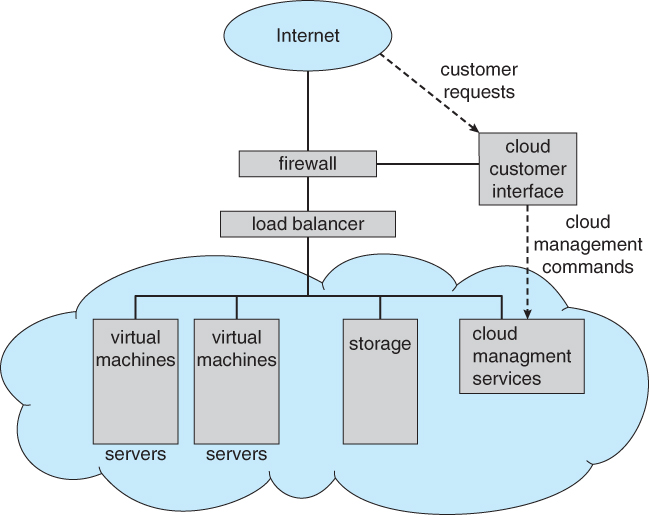 Internet
customer
requests
firewall
cloud
customer
interface
load balancer
cloud
management
commands
virtual
machines
virtual
machines
storage
cloud
managment
services
servers
servers